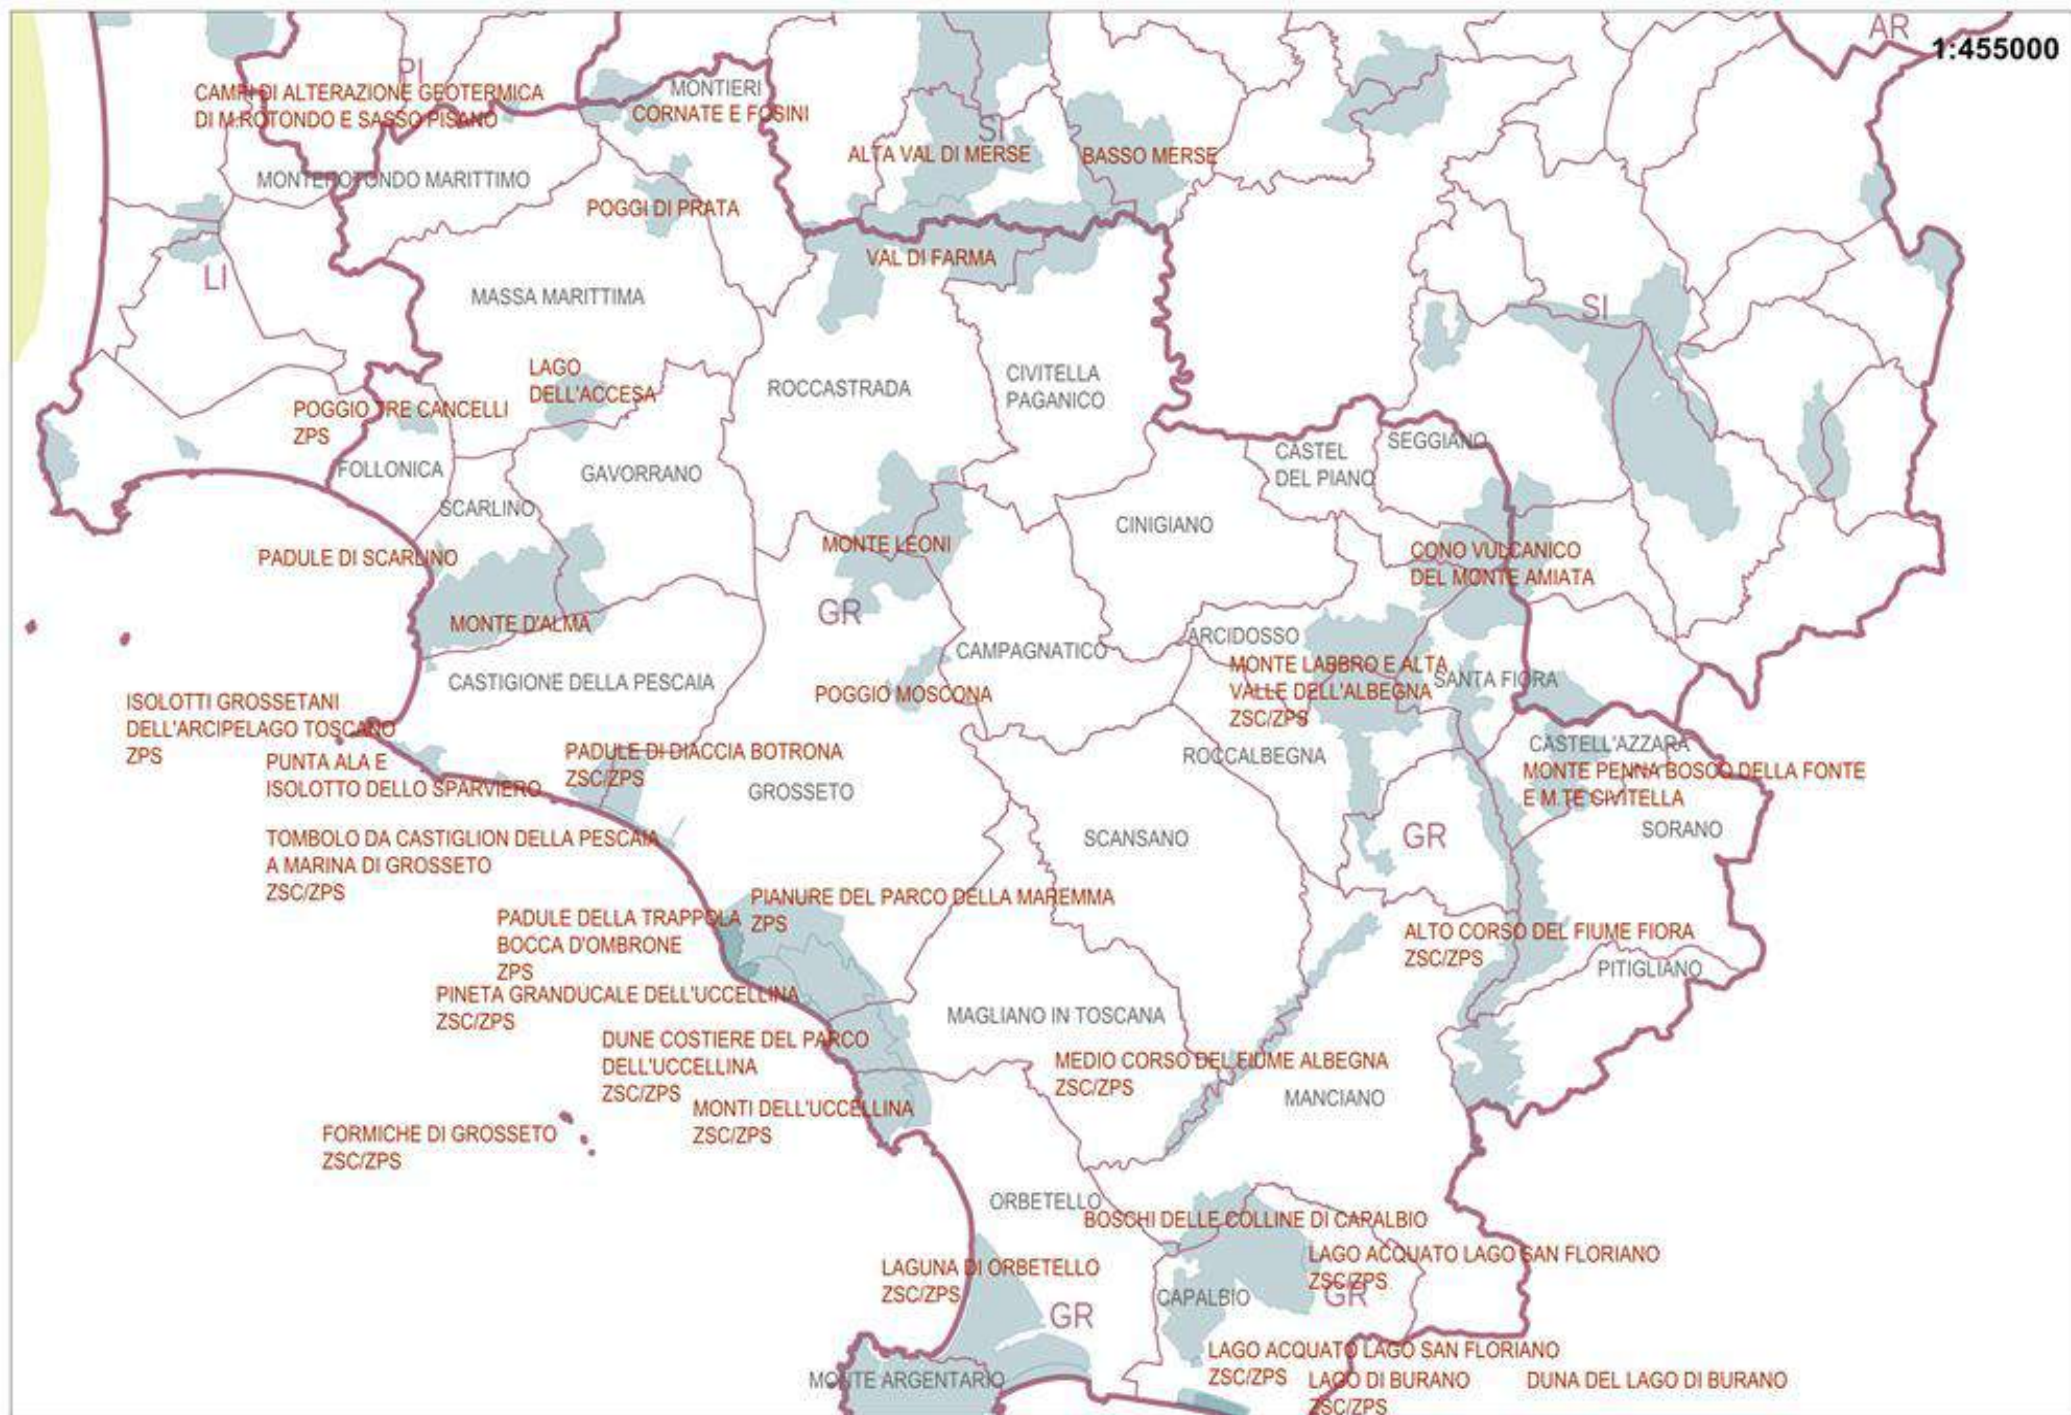 AR
1:455000
PI
CAMPI DI ALTERAZIONE GEOTERMICA
DI M.ROTONDO E SASSO PISANO
MONTIERI
CORNATE E FOSINI
SI
ALTA VAL DI MERSE
BASSO MERSE
MONTEROTONDO MARITTIMO
POGGI DI PRATA
VAL DI FARMA
LI
MASSA MARITTIMA
SI
LAGO
DELL'ACCESA
ROCCASTRADA
CIVITELLA
PAGANICO
POGGIO TRE CANCELLI
ZPS
FOLLONICA
GAVORRANO
CASTEL
DEL PIANO
SEGGIANO
SCARLINO
CINIGIANO
PADULE DI SCARLINO
MONTE LEONI
CONO VULCANICO
DEL MONTE AMIATA
GR
MONTE D'ALMA
CAMPAGNATICO
ARCIDOSSO
MONTE LABBRO E ALTA
VALLE DELL'ALBEGNA
ZSC/ZPS
SANTA FIORA
CASTIGIONE DELLA PESCAIA
POGGIO MOSCONA
ISOLOTTI GROSSETANI
DELL'ARCIPELAGO TOSCANO
ZPS
PUNTA ALA E
ISOLOTTO DELLO SPARVIERO
PADULE DI DIACCIA BOTRONA
ZSC/ZPS
GROSSETO
ROCCALBEGNA
CASTELL'AZZARA
MONTE PENNA BOSCO DELLA FONTE
E M.TE CIVITELLA
SORANO
TOMBOLO DA CASTIGLION DELLA PESCAIA
A MARINA DI GROSSETO
ZSC/ZPS
SCANSANO
GR
PIANURE DEL PARCO DELLA MAREMMA
ZPS
PADULE DELLA TRAPPOLA
BOCCA D'OMBRONE
ZPS
ALTO CORSO DEL FIUME FIORA
ZSC/ZPS
PITIGLIANO
PINETA GRANDUCALE DELL'UCCELLINA
ZSC/ZPS
MAGLIANO IN TOSCANA
DUNE COSTIERE DEL PARCO
DELL'UCCELLINA
ZSC/ZPS
MEDIO CORSO DEL FIUME ALBEGNA
ZSC/ZPS
MANCIANO
MONTI DELL'UCCELLINA
ZSC/ZPS
FORMICHE DI GROSSETO
ZSC/ZPS
ORBETELLO
BOSCHI DELLE COLLINE DI CAPALBIO
LAGUNA DI ORBETELLO
ZSC/ZPS
LAGO ACQUATO LAGO SAN FLORIANO
ZSC/ZPS
GR
CAPALBIO
GR
LAGO ACQUATO LAGO SAN FLORIANO
ZSC/ZPS
MONTE ARGENTARIO
LAGO DI BURANO
ZSC/ZPS
DUNA DEL LAGO DI BURANO